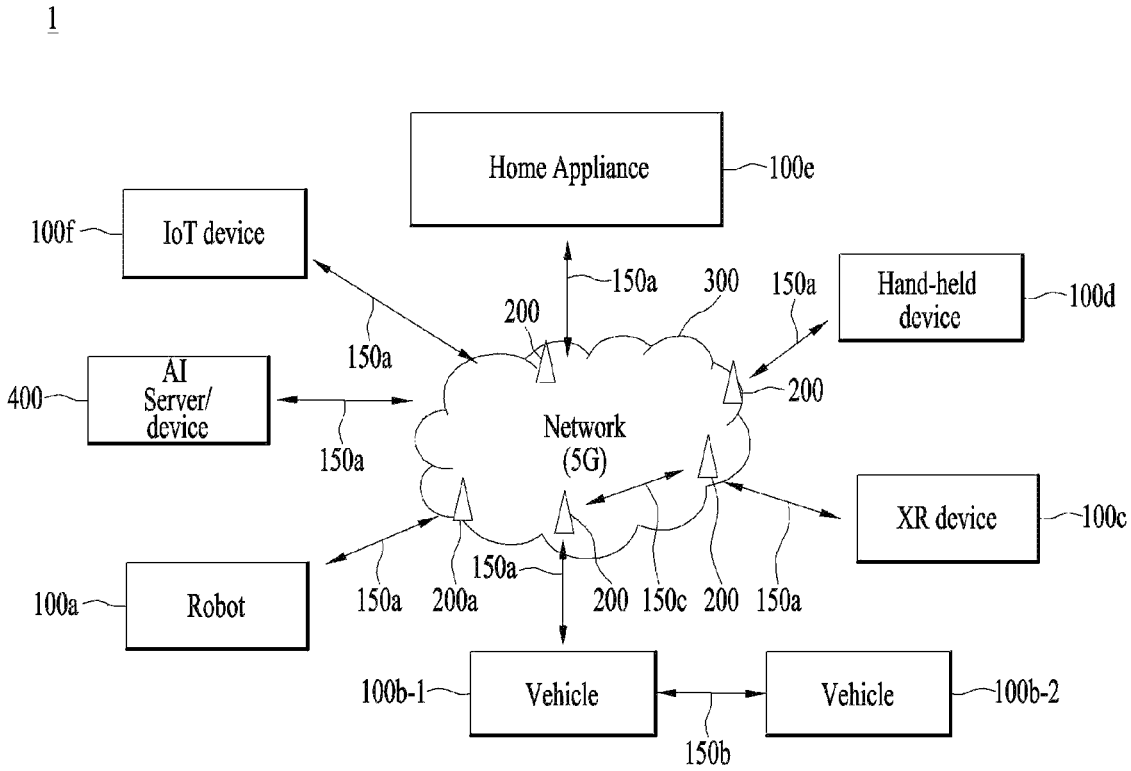 1
Home Appliance
100e
IoT device
100f
150a
300
150a
Hand-held
device
100d
200
150a
AI
Server/
device
400
200
150a
Network
(5G)
XR device
100c
150a
150a
200a
200
150c
200
150a
Robot
100a
100b-1
Vehicle
Vehicle
100b-2
150b